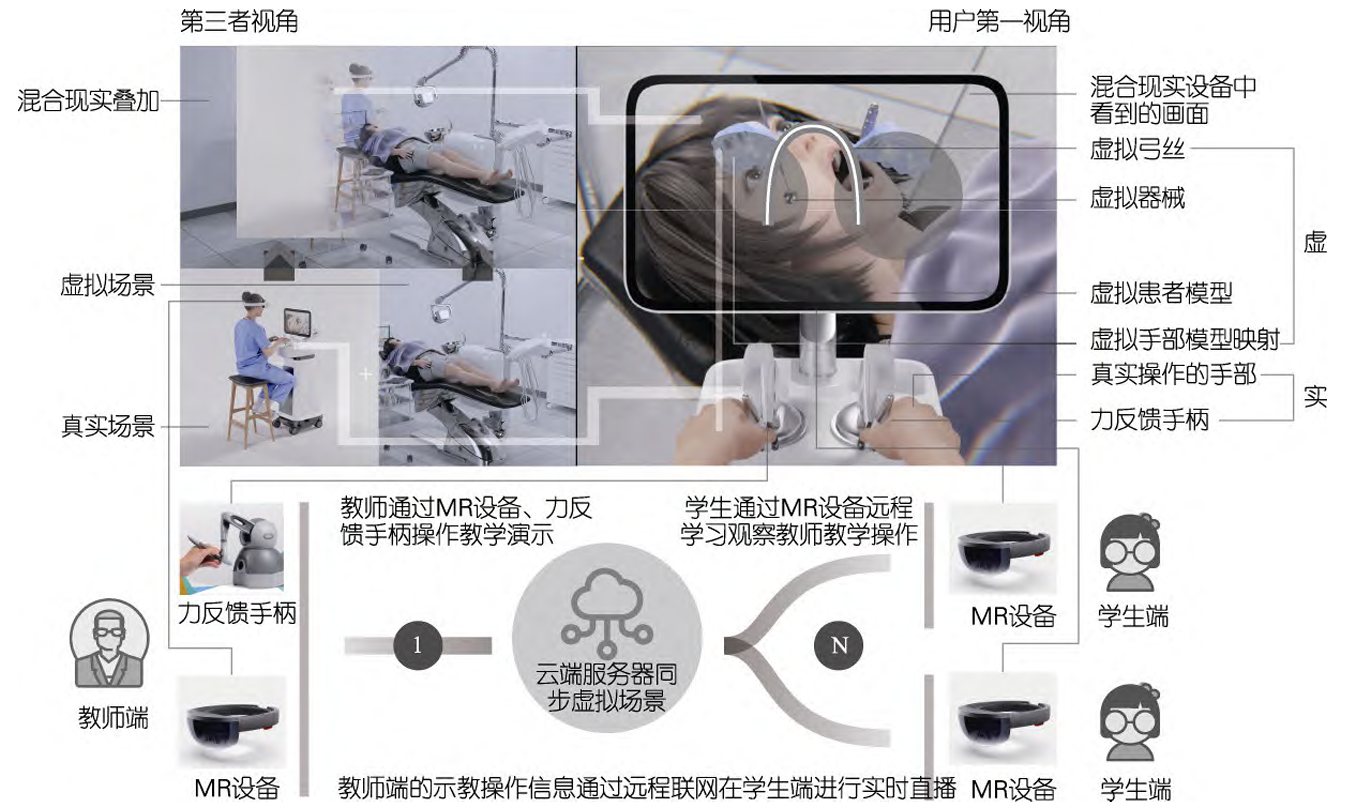 第三者视角
用户第一视角
混合现实叠加
虚拟场景
真实场景
混合现实设备中
看到的画面
虚拟弓丝
虚拟器械
虚拟患者模型
虚拟手部模型映射
真实操作的手部
力反馈手柄
虚
实
教师通过MR设备、力反
馈手柄操作教学演示
学生通过MR设备远程
学习观察教师教学操作
力反馈手柄
教师端
MR设备
1
云端服务器同
步虚拟场景
N
MR设备
学生端
MR设备
学生端
教师端的示教操作信息通过远程联网在学生端进行实时直播